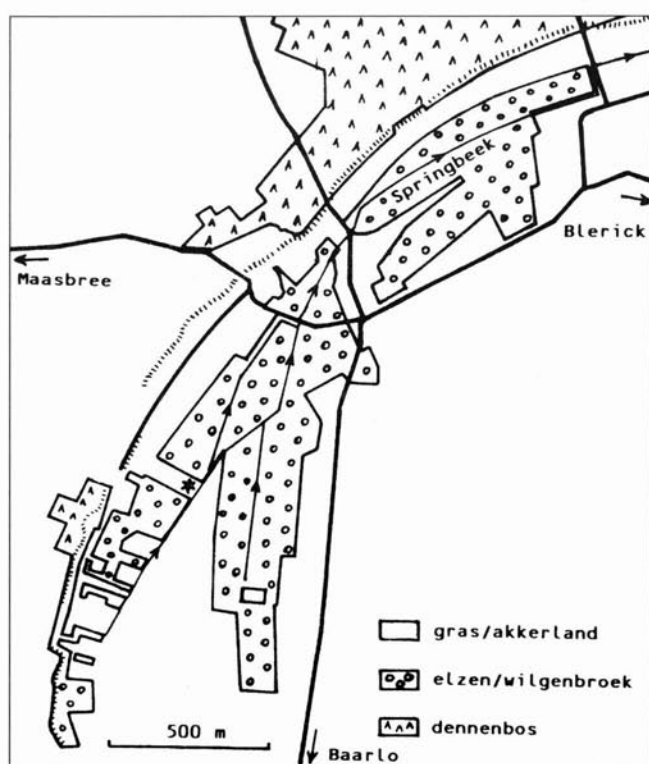 Springbeek
Blerick
Maasbree
gras/akkerland
elzen/wilgenbroek
dennenbos
500 m
Baarlo